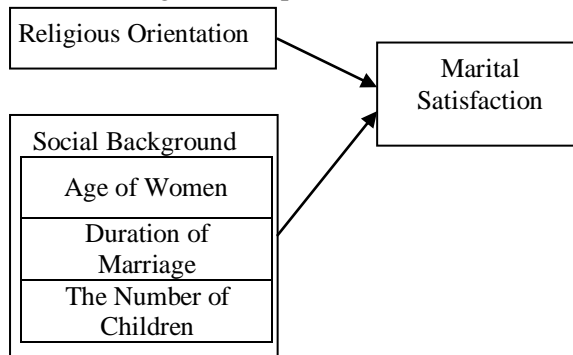 Religious Orientation
Marital
Satisfaction
Social Background
Age of Women
Duration of
Marriage
The Number of
Children